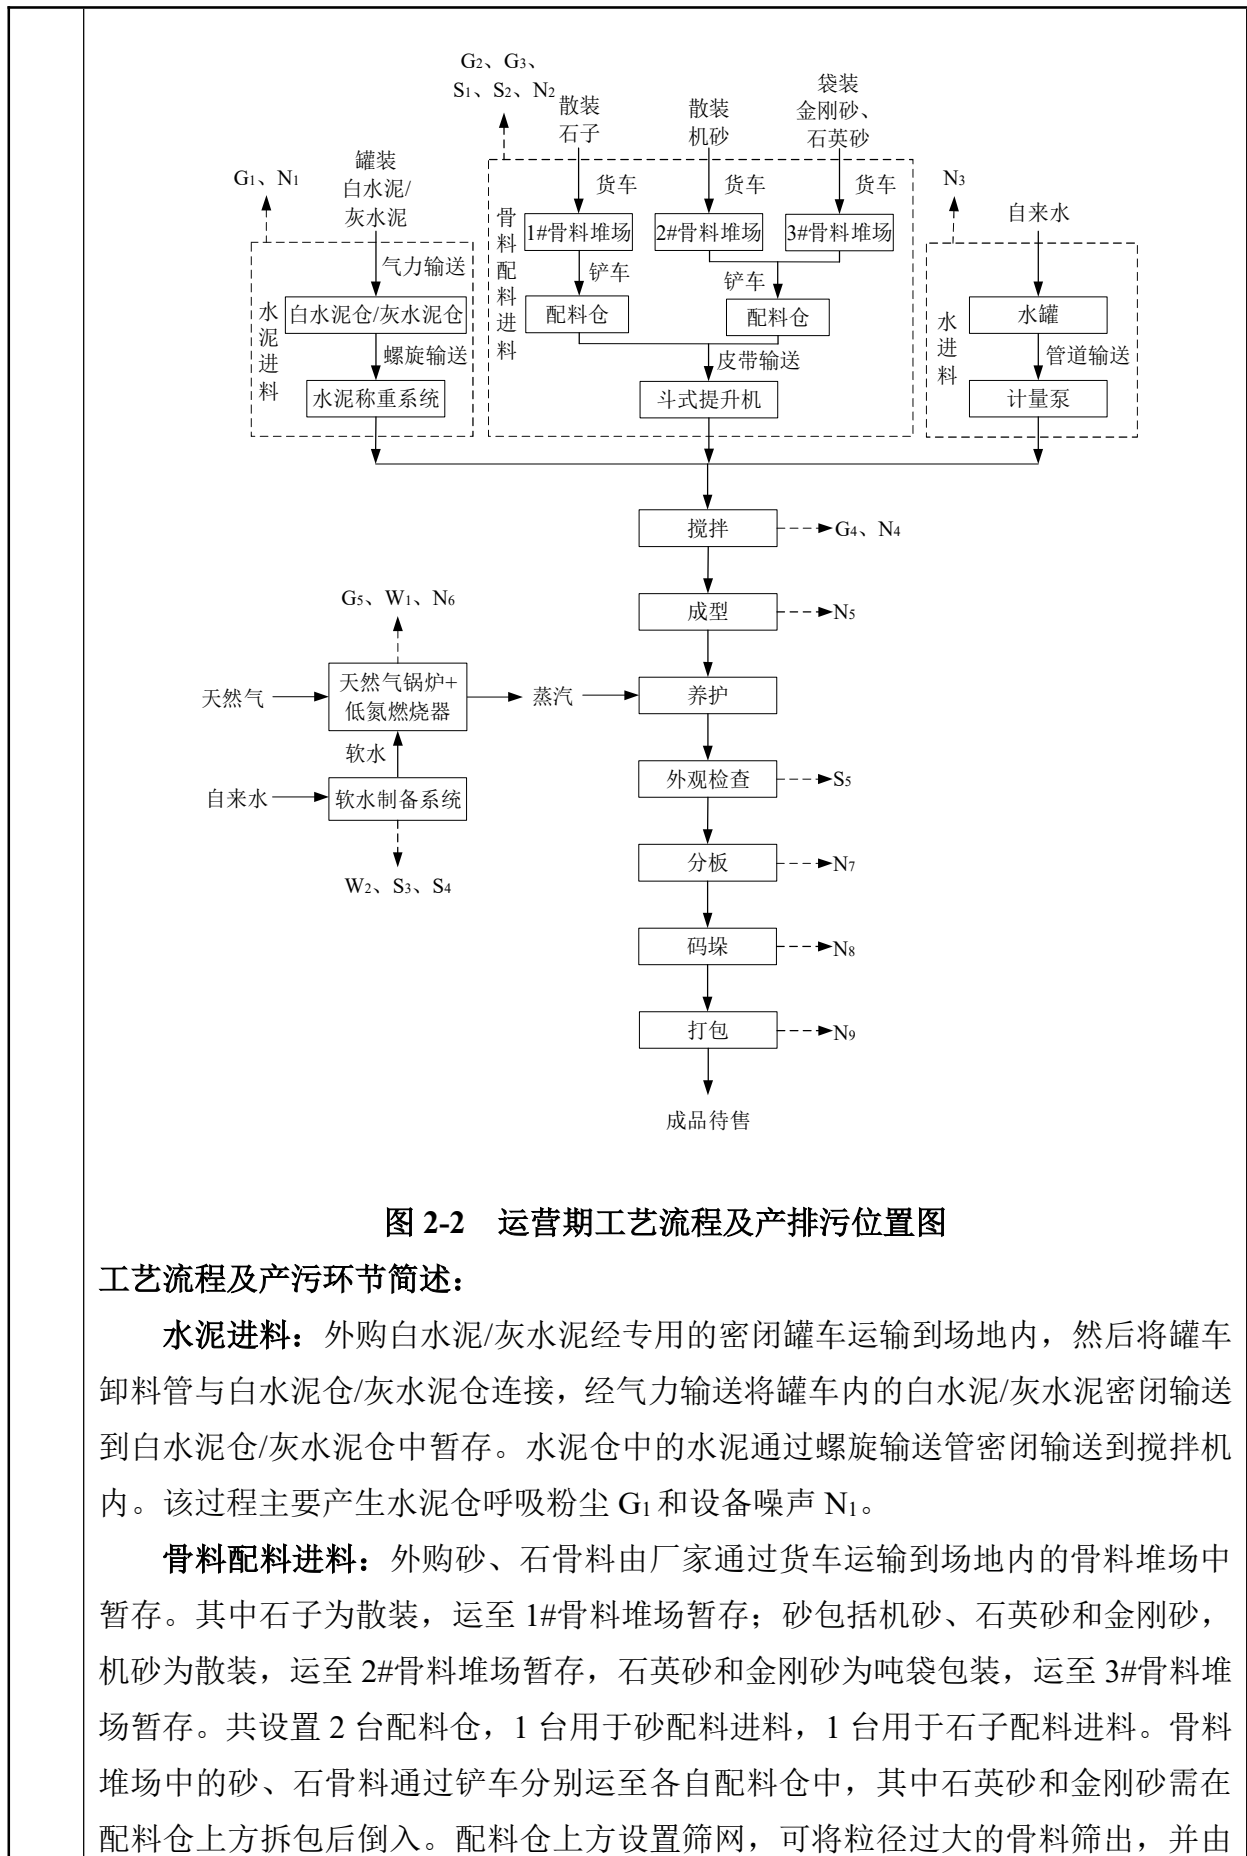 G2、G3、
S1、S2、N2
散装
石子
散装
机砂
袋装
金刚砂、
石英砂
G1、N1
罐装
白水泥/
灰水泥
N3
自来水
货车
货车
货车
骨料配料进料
1#骨料堆场
2#骨料堆场
3#骨料堆场
气力输送
铲车
铲车
水泥进料
白水泥仓/灰水泥仓
配料仓
配料仓
水进料
水罐
螺旋输送
皮带输送
管道输送
水泥称重系统
斗式提升机
计量泵
搅拌
G4、N4
成型
N5
G5、W1、N6
天然气
天然气锅炉+
低氮燃烧器
蒸汽
养护
软水
外观检查
S5
自来水
软水制备系统
分板
N7
W2、S3、S4
码垛
N8
打包
N9
成品待售
图 2-2 运营期工艺流程及产排污位置图
工艺流程及产污环节简述：
水泥进料：外购白水泥/灰水泥经专用的密闭罐车运输到场地内，然后将罐车
卸料管与白水泥仓/灰水泥仓连接，经气力输送将罐车内的白水泥/灰水泥密闭输送
到白水泥仓/灰水泥仓中暂存。水泥仓中的水泥通过螺旋输送管密闭输送到搅拌机
内。该过程主要产生水泥仓呼吸粉尘 G1 和设备噪声 N1。
骨料配料进料：外购砂、石骨料由厂家通过货车运输到场地内的骨料堆场中
暂存。其中石子为散装，运至 1#骨料堆场暂存；砂包括机砂、石英砂和金刚砂，
机砂为散装，运至 2#骨料堆场暂存，石英砂和金刚砂为吨袋包装，运至 3#骨料堆
场暂存。共设置 2 台配料仓，1 台用于砂配料进料，1 台用于石子配料进料。骨料
堆场中的砂、石骨料通过铲车分别运至各自配料仓中，其中石英砂和金刚砂需在
配料仓上方拆包后倒入。配料仓上方设置筛网，可将粒径过大的骨料筛出，并由